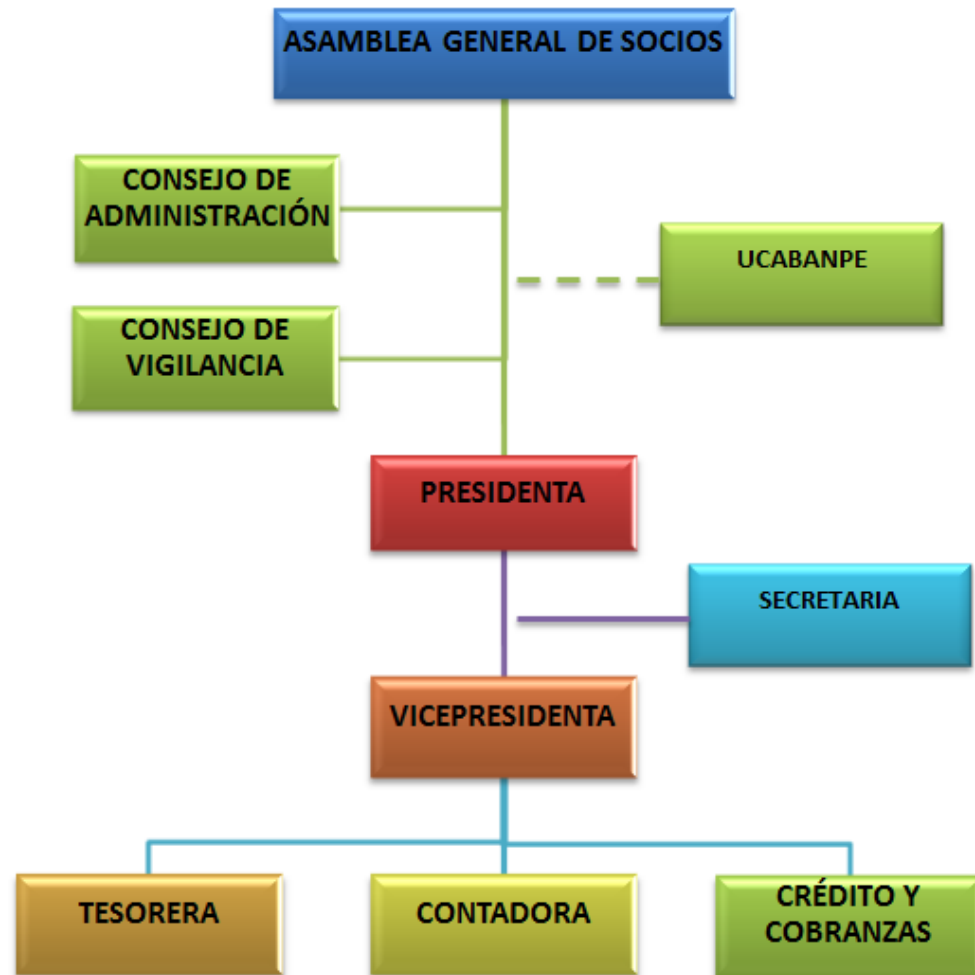 ASAMBLEA GENERAL DE SOCIOS
CONSEJO DE
ADMINISTRACIÓN
UCABANPE
CONSEJO DE
VIGILANCIA
PRESIDENTA
SECRETARIA
VICEPRESIDENTA
TESORERA
CONTADORA
CRÉDITO Y
COBRANZAS